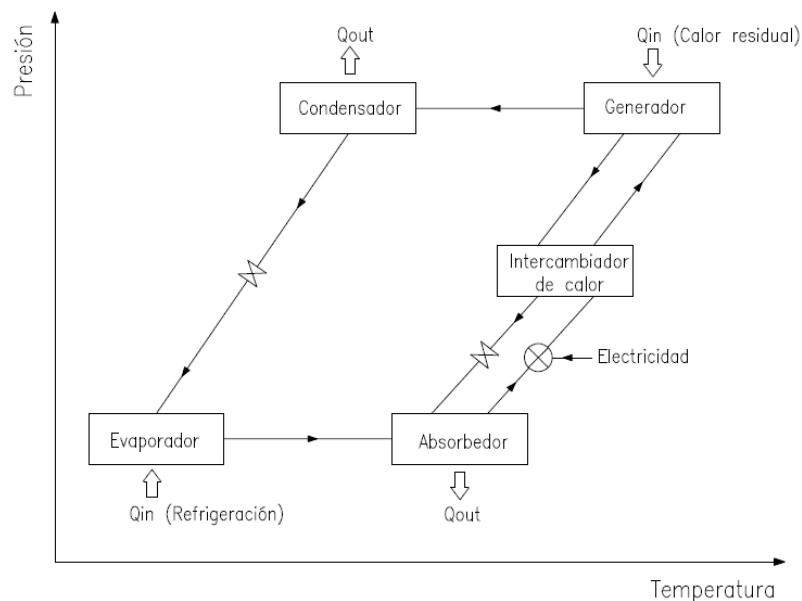 Presión
Qout
Qin (Calor residual)
Condensador
Generador
Intercambiador
de calor
Electricidad
Evaporador
Absorbedor
Qin (Refrigeración)
Qout
Temperatura